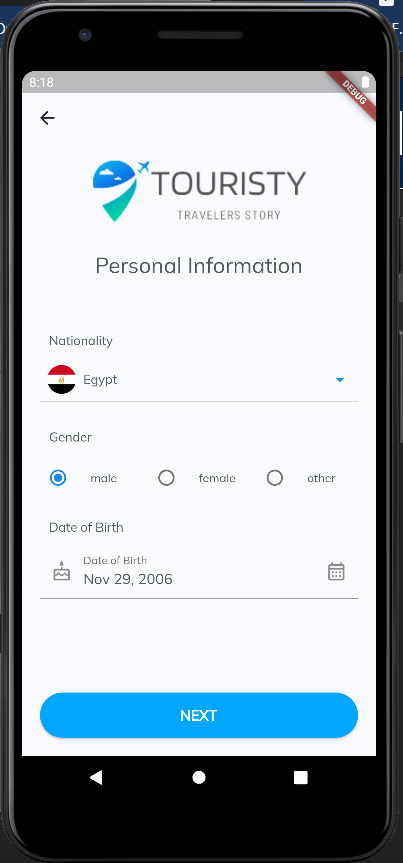 8:18
DEBUG
TOURISTY
TRAVELERS STORY
Personal Information
Nationality
Egypt
Gender
male female other
Date of Birth
Date of Birth
Nov 29, 2006
NEXT